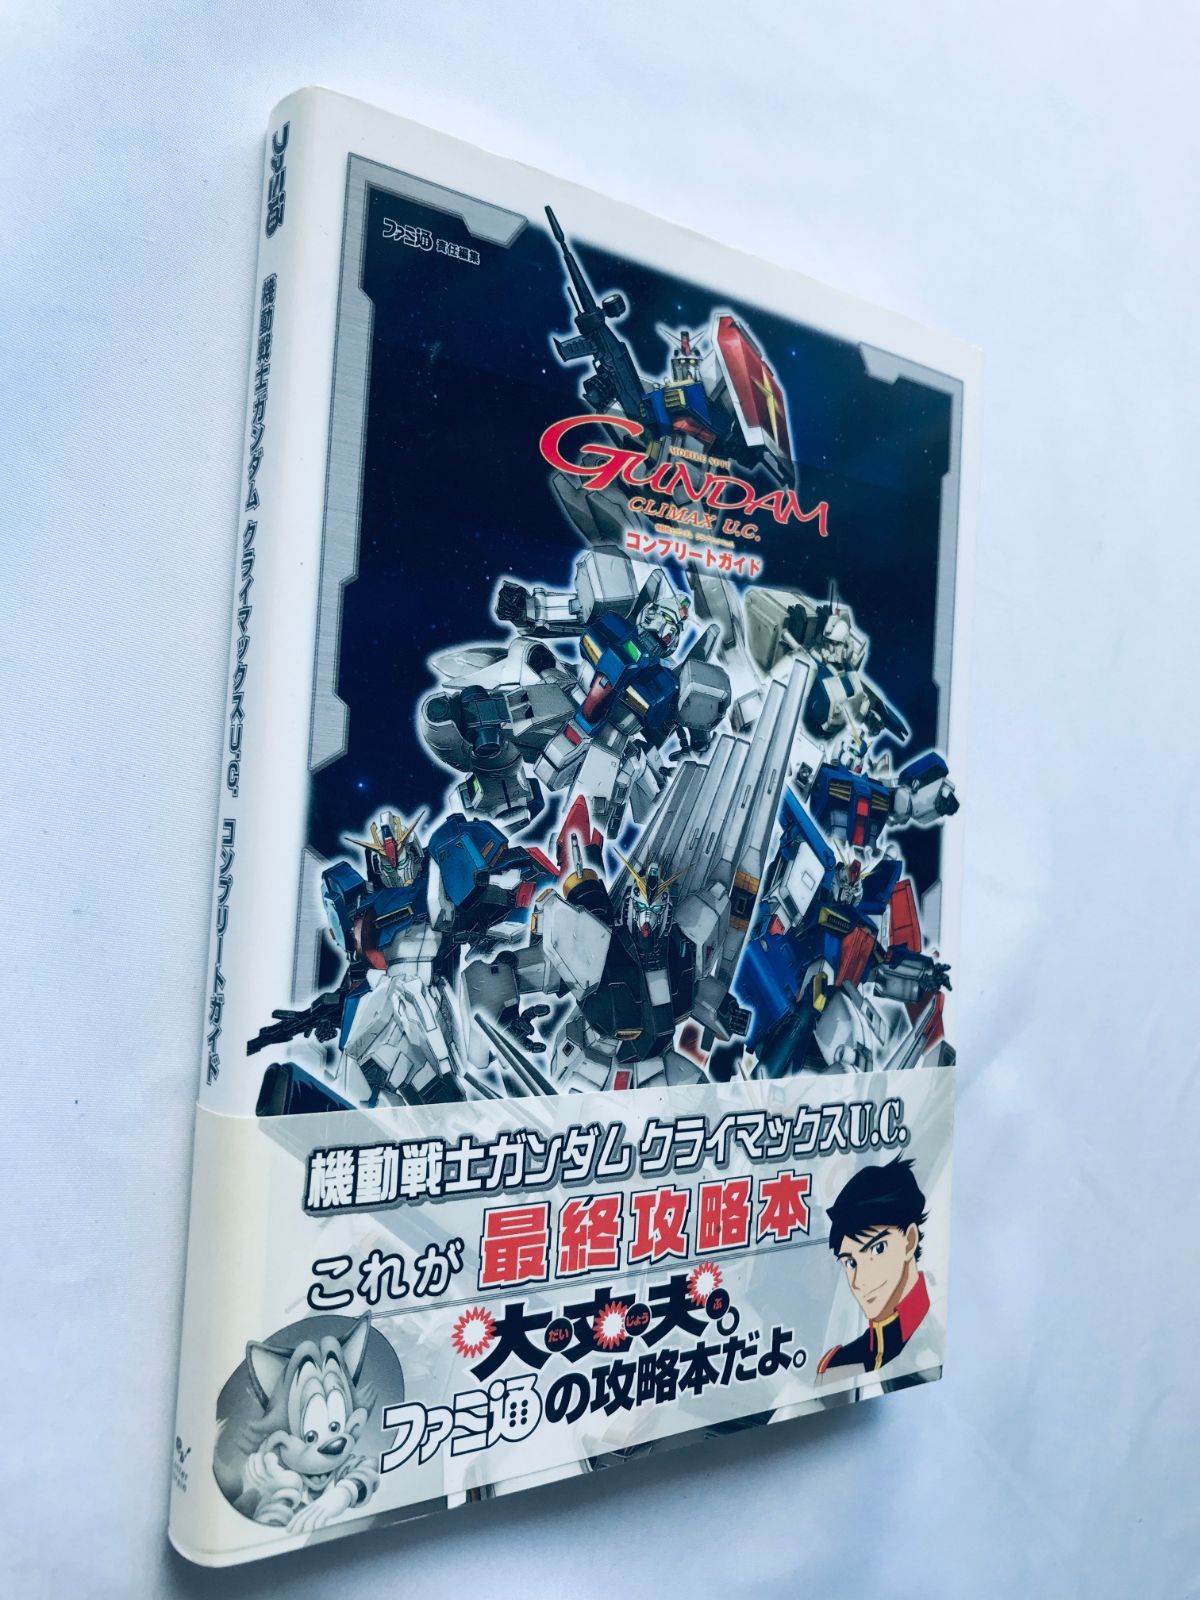 ファミ通
機動戦士ガンダム クライマックスU.C. コンプリートガイド
ファミ通 責任編集
MOBILE SUIT
GUNDAM
CLIMAX U.C.
コンプリートガイド
機動戦士ガンダム クライマックスU.C.
これが 最終攻略本
大丈夫。
だい じょう ぶ
ファミ通の攻略本だよ。